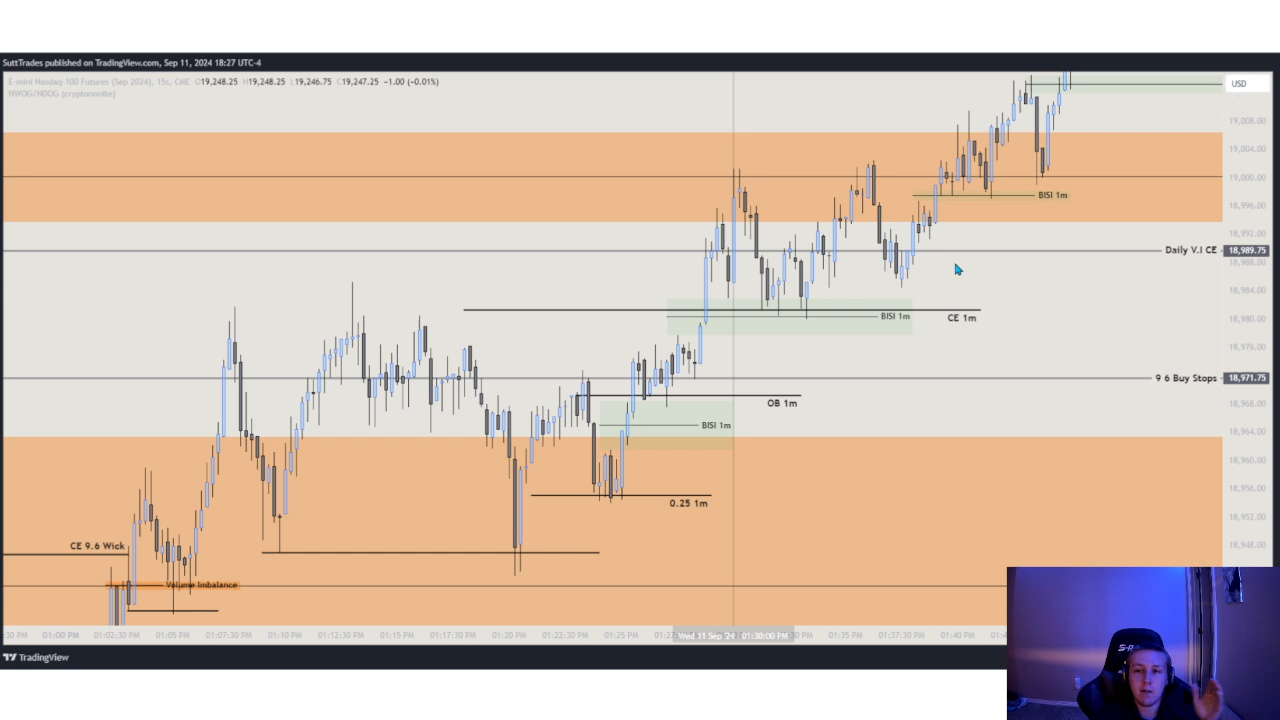 SuttTrades published on TradingView.com, Sep 11, 2024 18:27 UTC-4
E-mini Nasdaq-100 Futures (Sep 2024), 15s, CME O19,248.25 H19,248.25 L19,246.75 C19,247.25 −1.00 (−0.01%)
NWOG/NDOG (cryptonnnite)
USD
19,008.00
19,004.00
19,000.00
BISI 1m
18,996.00
18,992.00
Daily V.I CE
18,989.75
18,988.00
18,984.00
BISI 1m
CE 1m
18,980.00
18,976.00
9 6 Buy Stops
18,971.75
OB 1m
18,968.00
BISI 1m
18,964.00
18,960.00
18,956.00
0.25 1m
18,952.00
CE 9.6 Wick
18,948.00
Volume Imbalance
:30 PM 01:00 PM 01:02:30 PM 01:05 PM 01:07:30 PM 01:10 PM 01:12:30 PM 01:15 PM 01:17:30 PM 01:20 PM 01:22:30 PM 01:25 PM 01:27 Wed 11 Sep '24 01:30:00 PM 30 PM 01:35 PM 01:37:30 PM 01:40 PM 01:4
TradingView